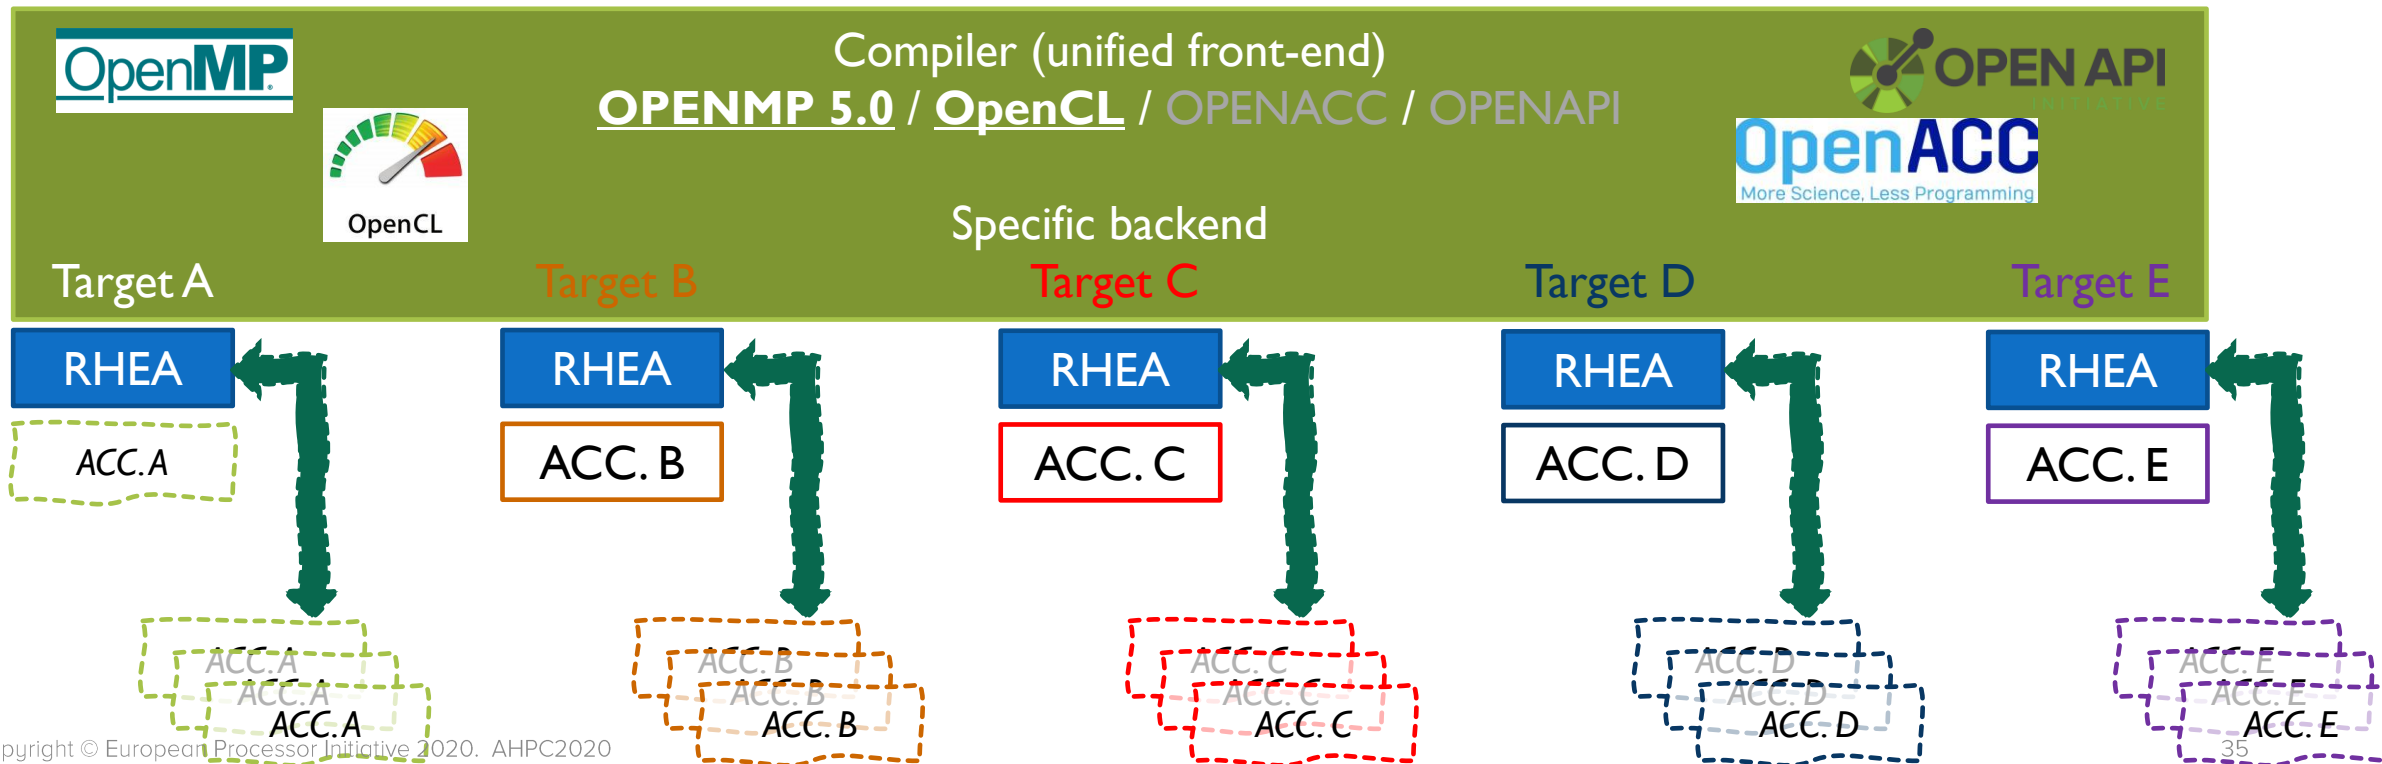 OpenMP
Compiler (unified front-end)
OPEN API
INITIATIVE
OPENMP 5.0 / OpenCL / OPENACC / OPENAPI
OpenACC
More Science, Less Programming
OpenCL
Specific backend
Target A Target B Target C Target D Target E
RHEA RHEA RHEA RHEA RHEA
ACC. A ACC. B ACC. C ACC. D ACC. E
ACC. A ACC. B ACC. C ACC. D ACC. E
ACC. A ACC. B ACC. C ACC. D ACC. E
ACC. A ACC. B ACC. C ACC. D ACC. E
pyright © European Processor Initiative 2020. AHPC2020 35